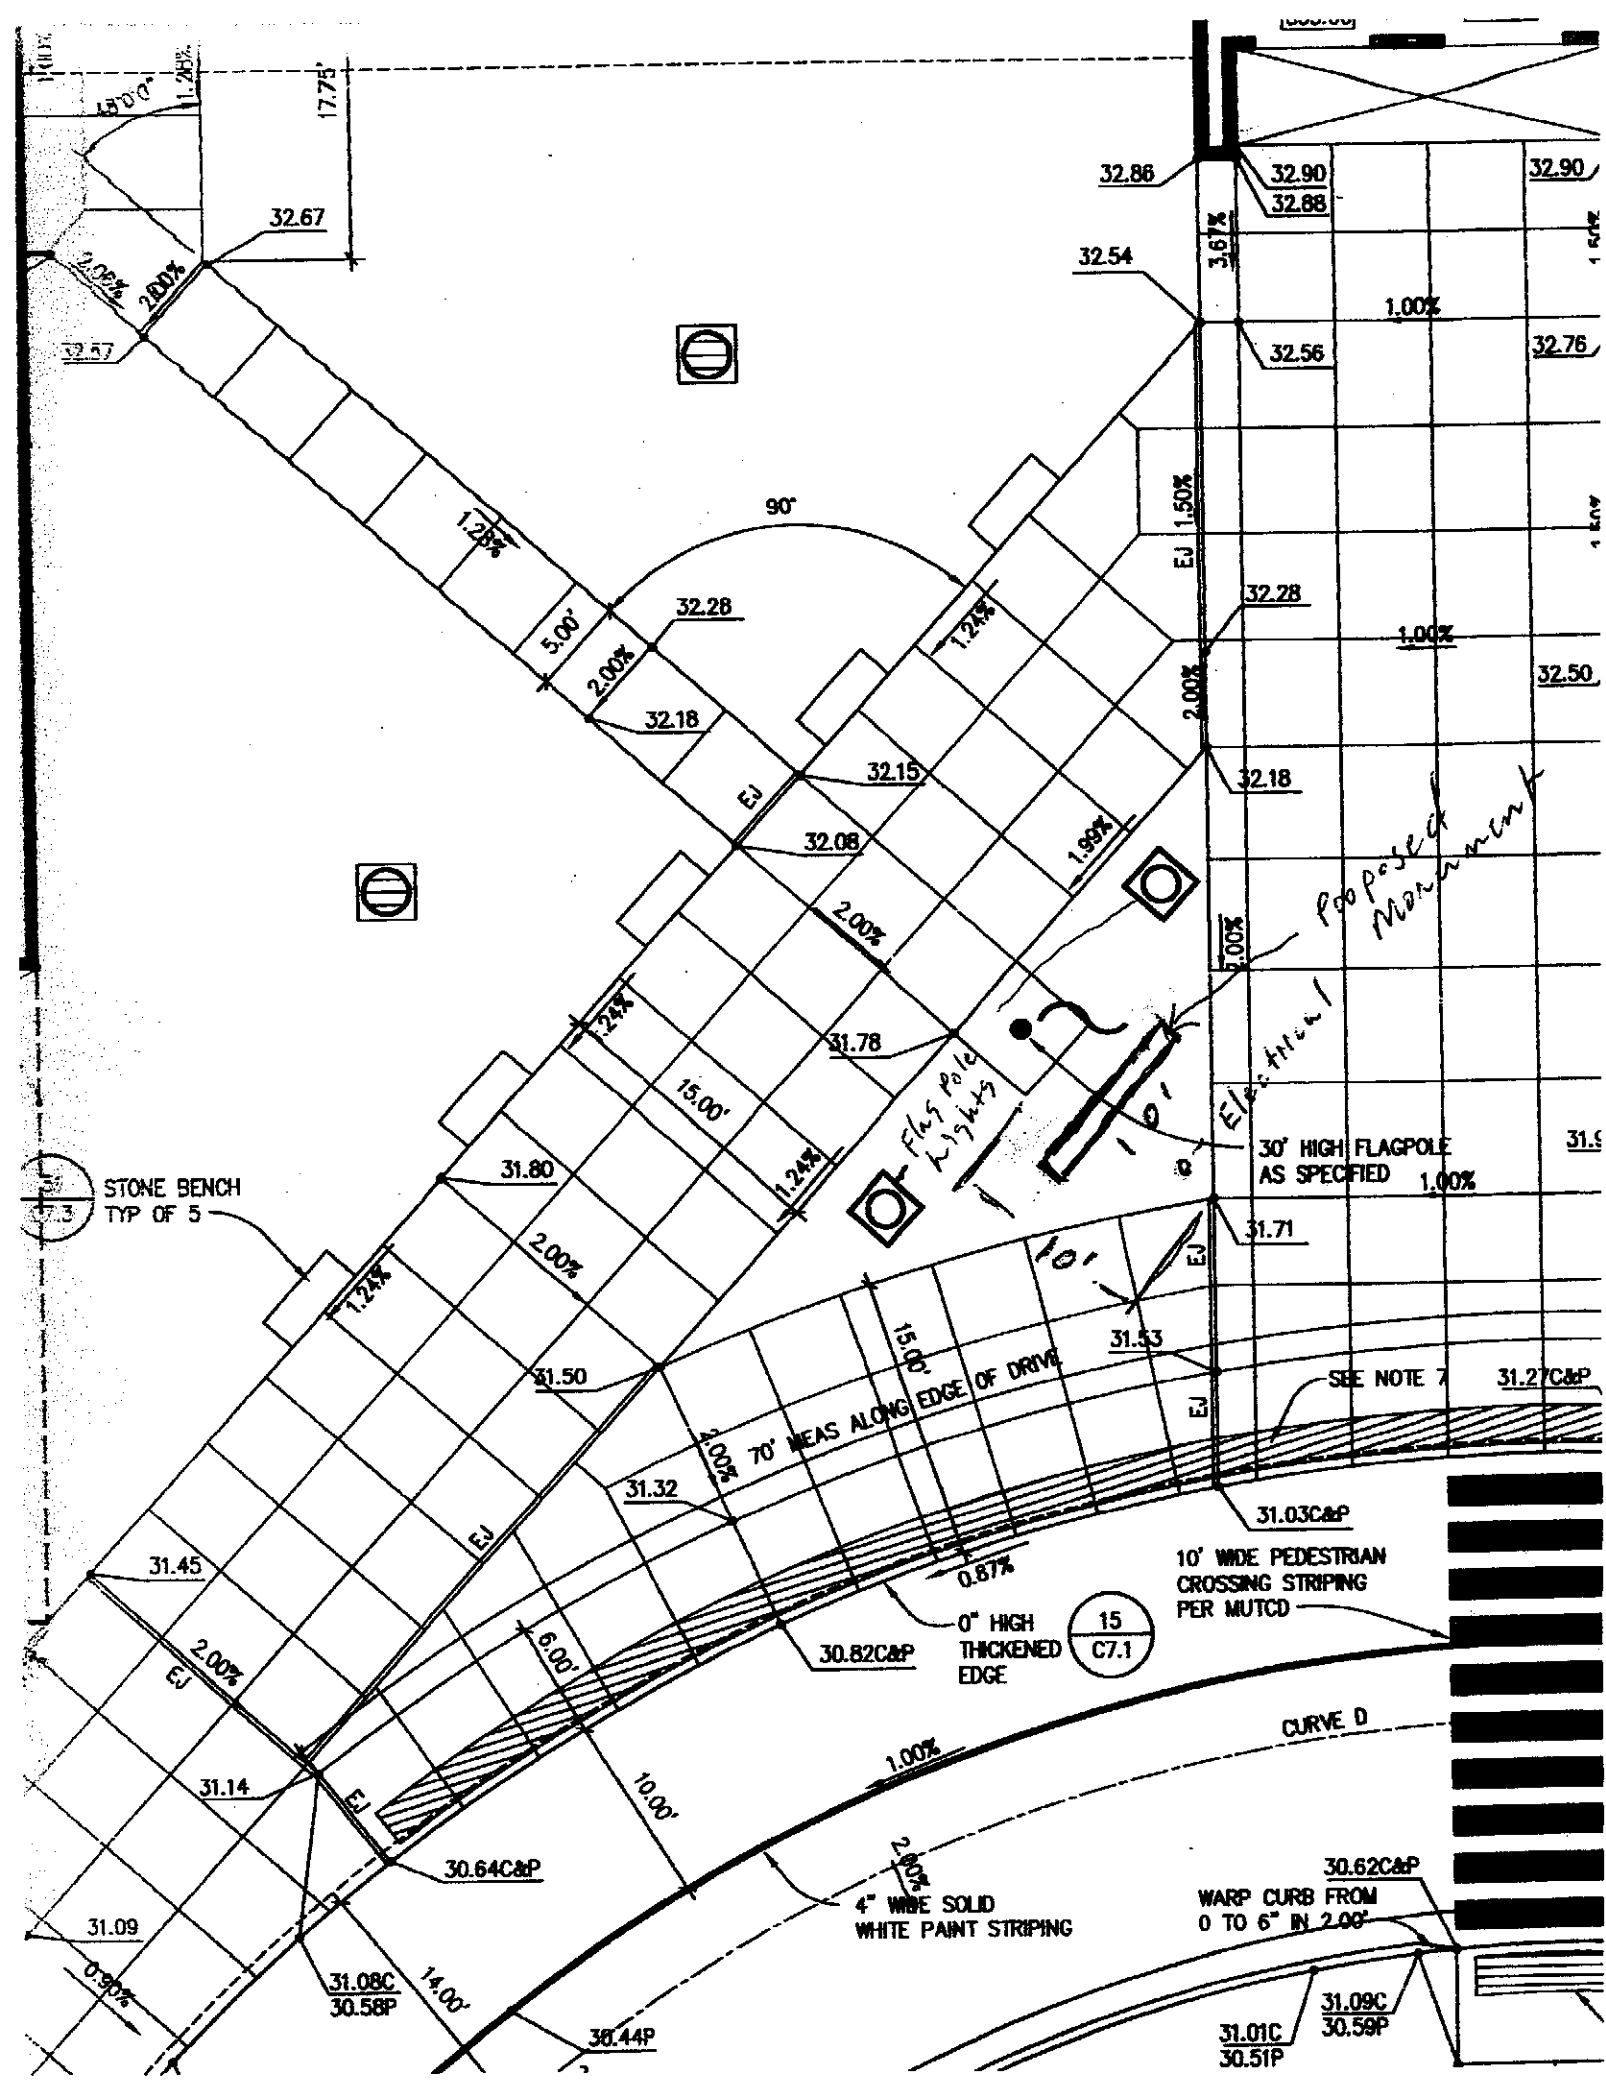 1.28%
48.00"
17.75'
32.86
32.90
32.88
32.90
32.67
3.67%
32.54
2.06%
1.00%
32.56
32.76
90°
1.50%
EJ
1.28%
32.28
32.28
5.00'
1.24%
1.00%
2.00%
2.00%
32.50
32.18
32.15
32.18
EJ
32.08
1.99%
Proposed
Monument
2.00%
1.24%
31.78
Flag Pole
Lights
Electrical
10'
15.00'
30' HIGH FLAGPOLE
AS SPECIFIED
1.00%
31.80
1.24%
STONE BENCH
TYP OF 5
2.00%
31.71
EJ
10'
1.24%
15.00'
31.53
31.50
70' MEAS ALONG EDGE OF DRIVE
SEE NOTE 7
31.27C&P
EJ
2.00%
31.32
31.03C&P
EJ
31.45
0.87%
10' WIDE PEDESTRIAN
CROSSING STRIPING
PER MUTCD
0" HIGH
THICKENED
EDGE
15
C7.1
6.00'
30.82C&P
2.00%
EJ
CURVE D
1.00%
31.14
EJ
10.00'
30.64C&P
2.00%
4" WIDE SOLID
WHITE PAINT STRIPING
30.62C&P
WARP CURB FROM
0 TO 6" IN 2.00'
31.09
0.90%
31.08C
30.58P
14.00'
30.44P
31.09C
30.59P
31.01C
30.51P